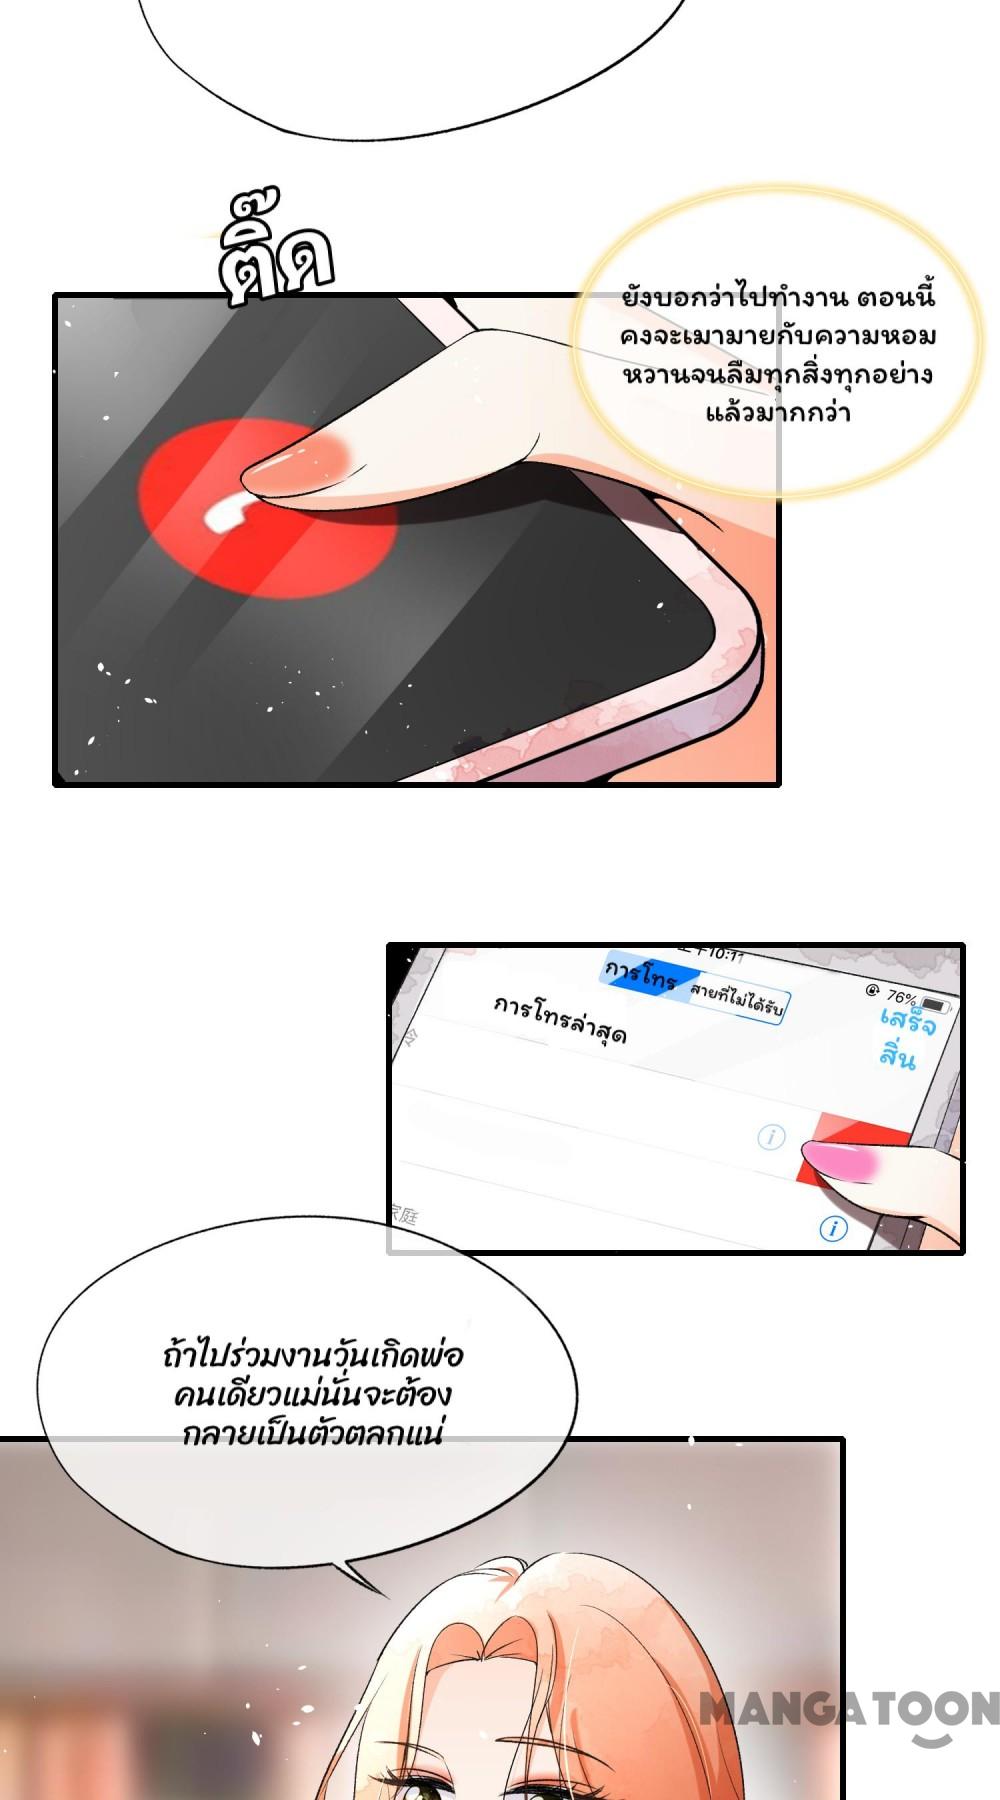 ติ๊ด
ยังบอกว่าไปทำงาน ตอนนี้
คงจะเมามายกับความหอม
หวานจนลืมทุกสิ่งทุกอย่าง
แล้วมากกว่า
上午10:11
76%
การโทร
สายที่ไม่ได้รับ
เสร็จ
สิ้น
การโทรล่าสุด
i
i
家庭
ถ้าไปร่วมงานวันเกิดพ่อ
คนเดียวแม่นั่นจะต้อง
กลายเป็นตัวตลกแน่
MANGATOON